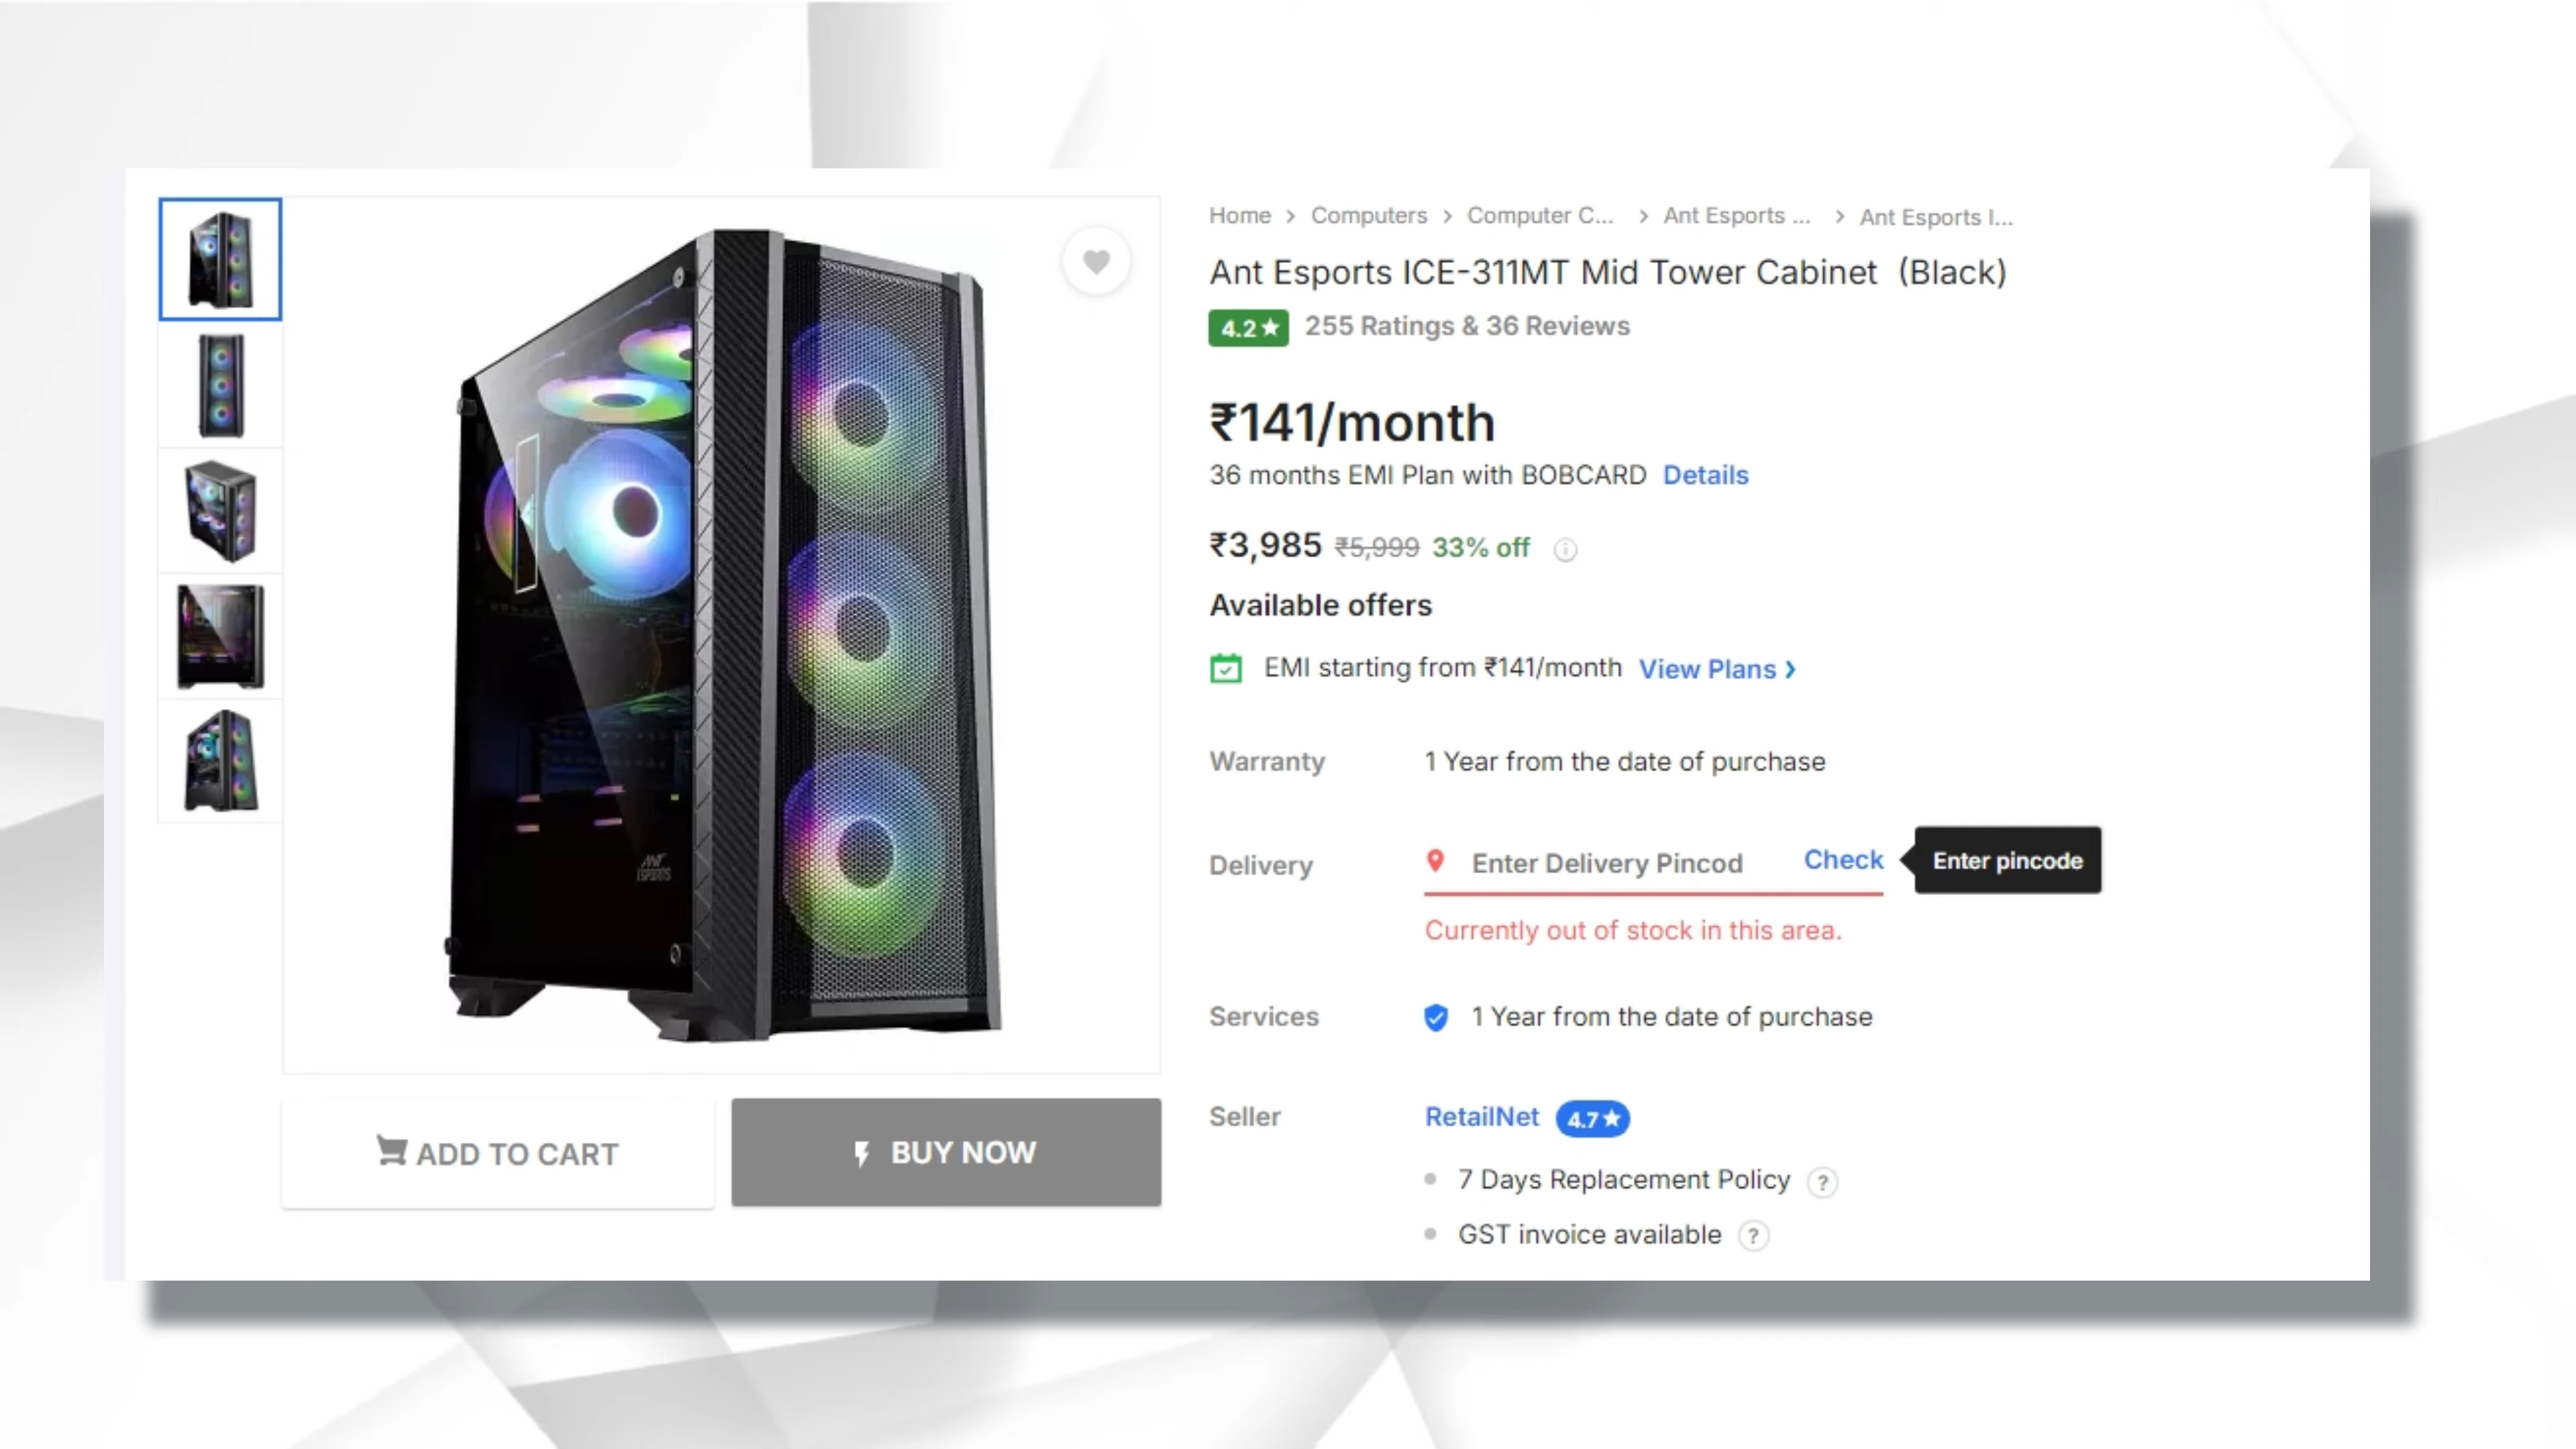 Home > Computers > Computer C... > Ant Esports ... > Ant Esports I...
Ant Esports ICE-311MT Mid Tower Cabinet (Black)
4.2★ 255 Ratings & 36 Reviews
₹141/month
36 months EMI Plan with BOBCARD Details
₹3,985 ₹5,999 33% off
Available offers
EMI starting from ₹141/month View Plans >
Warranty 1 Year from the date of purchase
Delivery Enter Delivery Pincod Check Enter pincode
Currently out of stock in this area.
Services 1 Year from the date of purchase
Seller RetailNet 4.7★
7 Days Replacement Policy ?
GST invoice available ?
ANT
ESPORTS
ADD TO CART
BUY NOW